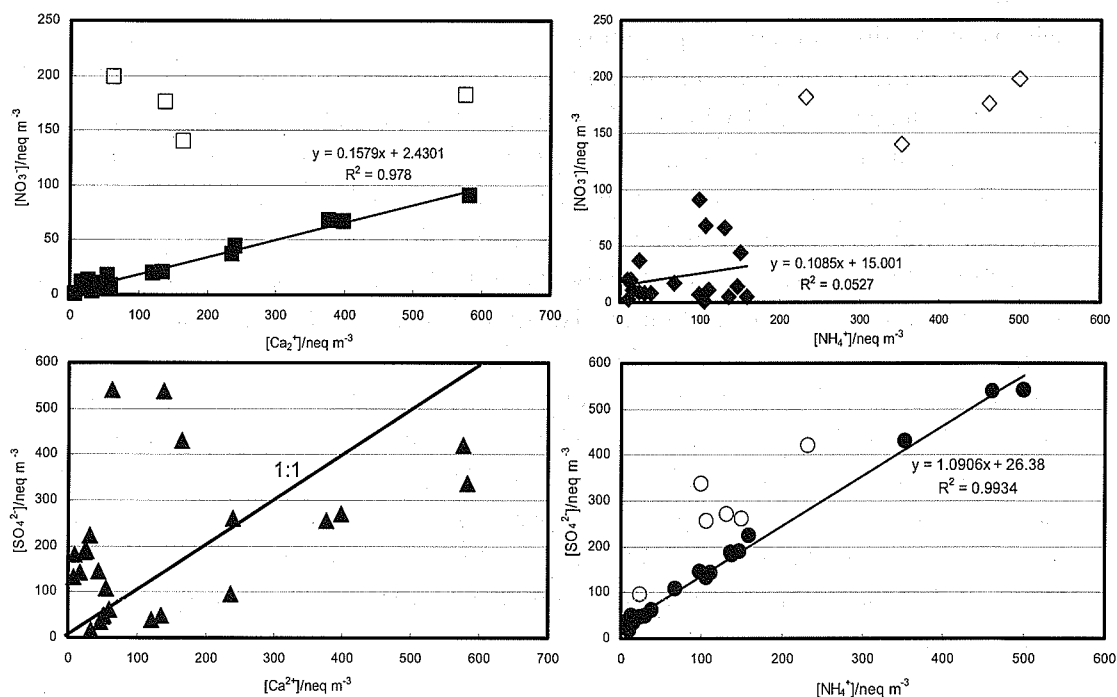 250
200
150
100
50
0
[NO₃⁻]/neq m⁻³
y = 0.1579x + 2.4301
R² = 0.978
0 100 200 300 400 500 600 700
[Ca₂⁺]/neq m⁻³
250
200
150
100
50
0
[NO₃⁻]/neq m⁻³
y = 0.1085x + 15.001
R² = 0.0527
0 100 200 300 400 500 600
[NH₄⁺]/neq m⁻³
600
500
400
300
200
100
0
[SO₄²⁻]/neq m⁻³
1:1
0 100 200 300 400 500 600 700
[Ca²⁺]/neq m⁻³
600
500
400
300
200
100
0
[SO₄²⁻]/neq m⁻³
y = 1.0906x + 26.38
R² = 0.9934
0 100 200 300 400 500 600
[NH₄⁺]/neq m⁻³